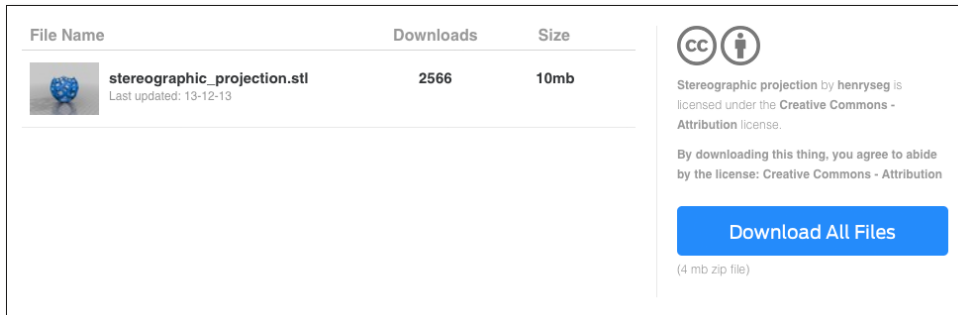 File Name Downloads Size
stereographic_projection.stl 2566 10mb
Last updated: 13-12-13
cc
Stereographic projection by henryseg is
licensed under the Creative Commons -
Attribution license.
By downloading this thing, you agree to abide
by the license: Creative Commons - Attribution
Download All Files
(4 mb zip file)